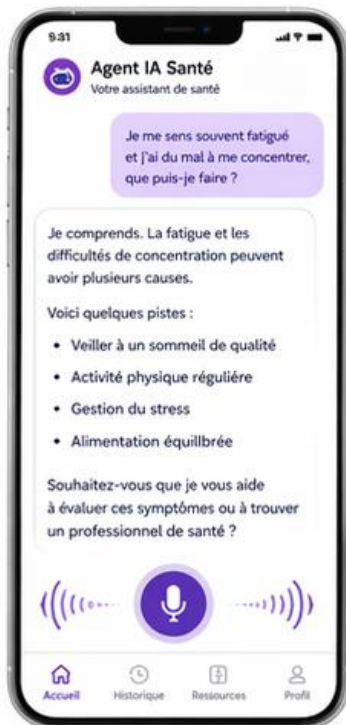 9:31
Agent IA Santé
Votre assistant de santé
Je me sens souvent fatigué
et j'ai du mal à me concentrer,
que puis-je faire ?
Je comprends. La fatigue et les
difficultés de concentration peuvent
avoir plusieurs causes.
Voici quelques pistes :
• Veiller à un sommeil de qualité
• Activité physique réguliére
• Gestion du stress
• Alimentation équillbrée
Souhaitez-vous que je vous aide
à évaluer ces symptômes ou à trouver
un professionnel de santé ?
Accueil Historique Ressources Profil